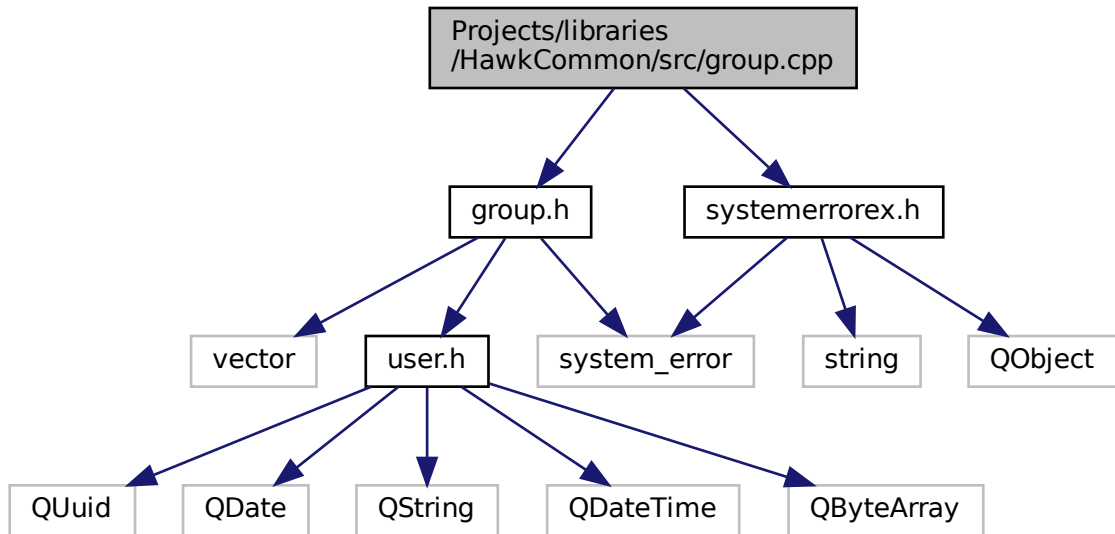 Projects/libraries
/HawkCommon/src/group.cpp
group.h
systemerrorex.h
vector
user.h
system_error
string
QObject
QUuid
QDate
QString
QDateTime
QByteArray